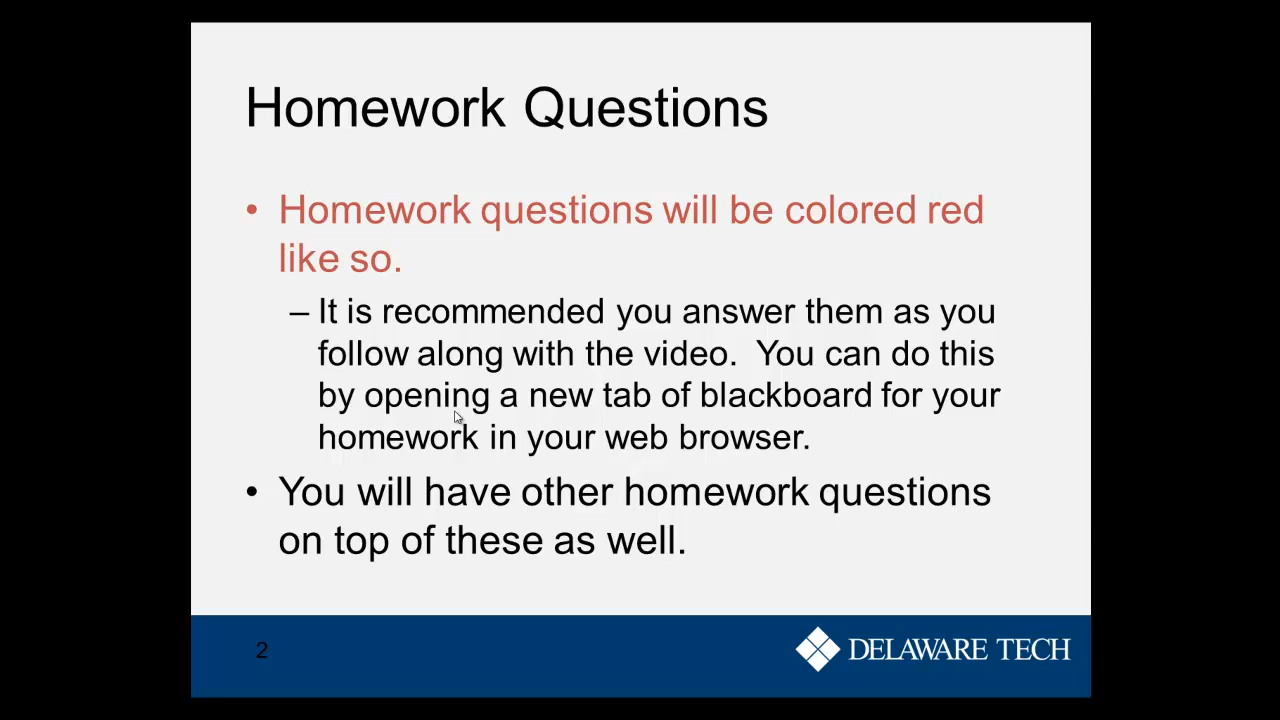 Homework Questions
• Homework questions will be colored red
like so.
– It is recommended you answer them as you
follow along with the video.  You can do this
by opening a new tab of blackboard for your
homework in your web browser.
• You will have other homework questions
on top of these as well.
2
DELAWARE TECH